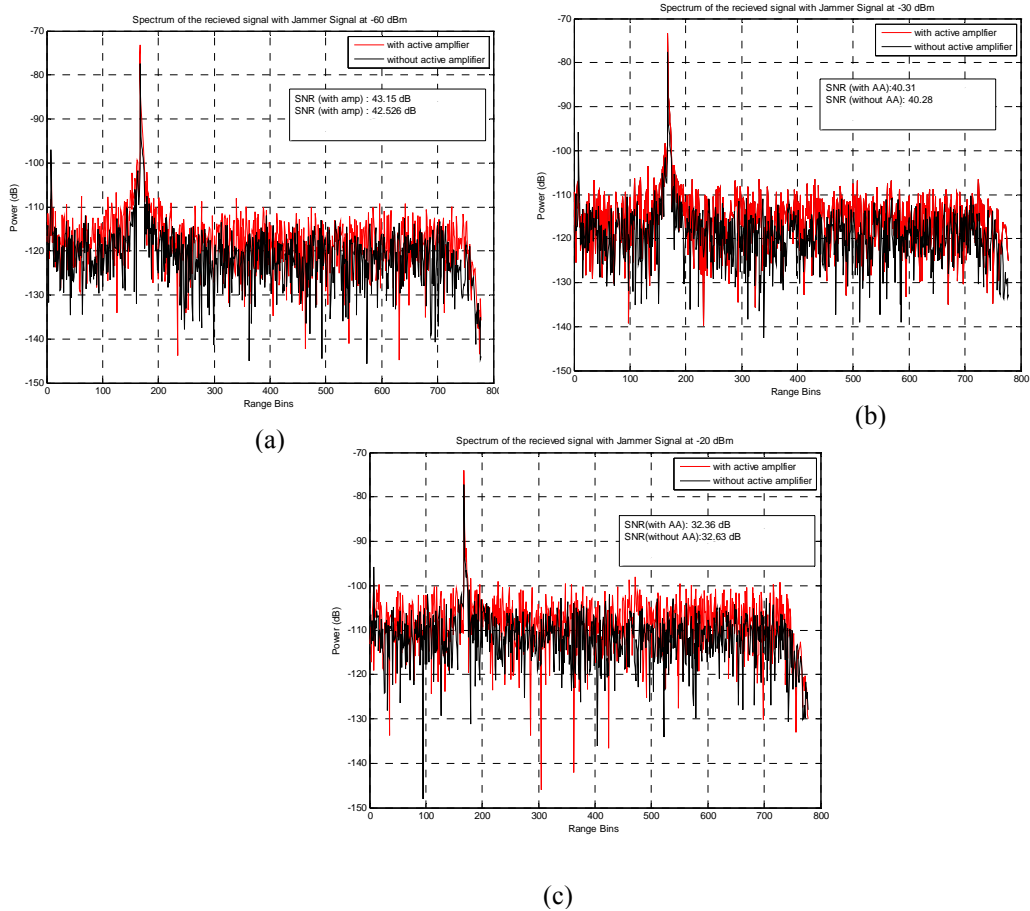 Spectrum of the recieved signal with Jammer Signal at -60 dBm
-70
-80
-90
-100
-110
-120
-130
-140
-150
Power (dB)
with active amplfier
without active amplifier
SNR (with amp) : 43.15 dB
SNR (with amp) : 42.526 dB
0 100 200 300 400 500 600 700 800
Range Bins
(a)
Spectrum of the recieved signal with Jammer Signal at -30 dBm
-70
-80
-90
-100
-110
-120
-130
-140
-150
Power (dB)
with active amplfier
without active amplifier
SNR (with AA):40.31
SNR (without AA): 40.28
0 100 200 300 400 500 600 700 800
Range Bins
(b)
Spectrum of the recieved signal with Jammer Signal at -20 dBm
-70
-80
-90
-100
-110
-120
-130
-140
-150
Power (dB)
with active amplfier
without active amplifier
SNR(with AA): 32.36 dB
SNR(without AA):32.63 dB
0 100 200 300 400 500 600 700 800
Range Bins
(c)